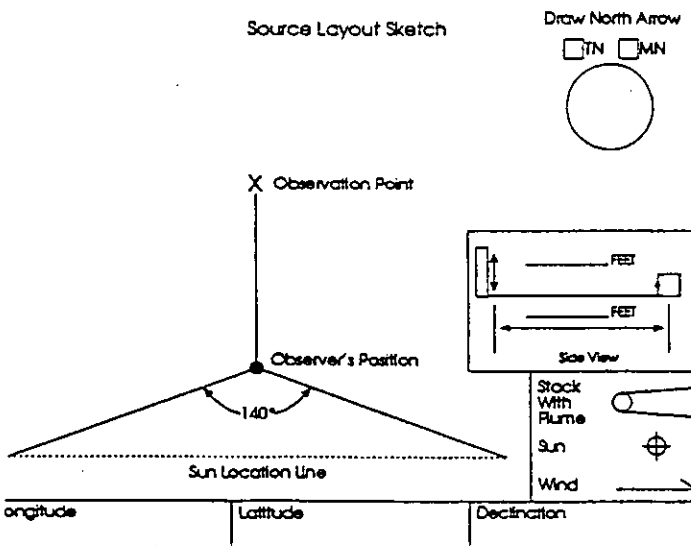 Source Layout Sketch
Draw North Arrow
TN MN
X Observation Point
FEET
FEET
Side View
Observer's Position
140°
Sun Location Line
Stack
With
Plume
Sun
Wind
ongitude
Latitude
Declination